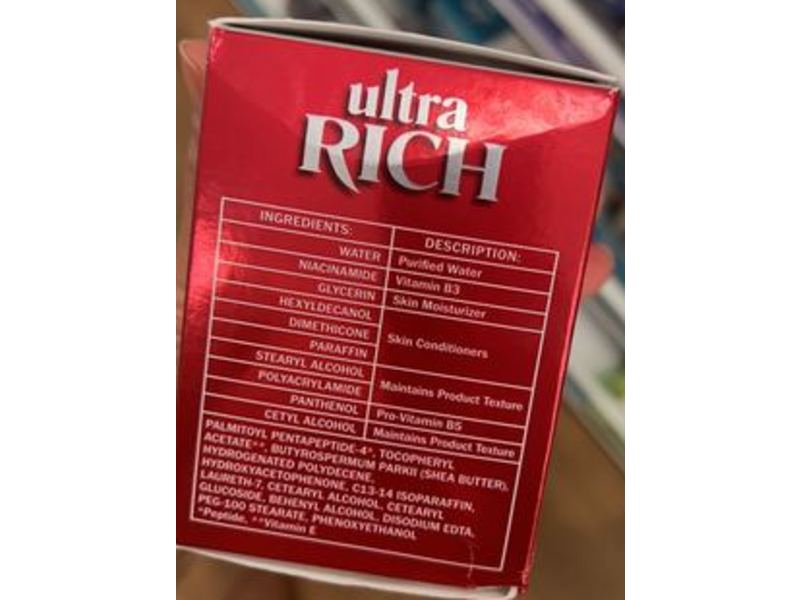 ultra
RICH
INGREDIENTS: DESCRIPTION:
WATER Purified Water
NIACINAMIDE Vitamin B3
GLYCERIN Skin Moisturizer
HEXYLDECANOL
DIMETHICONE Skin Conditioners
PARAFFIN
STEARYL ALCOHOL
POLYACRYLAMIDE Maintains Product Texture
PANTHENOL Pro-Vitamin B5
CETYL ALCOHOL Maintains Product Texture
PALMITOYL PENTAPEPTIDE-4*, TOCOPHERYL
ACETATE**, BUTYROSPERMUM PARKII (SHEA BUTTER),
HYDROGENATED POLYDECENE,
HYDROXYACETOPHENONE, C13-14 ISOPARAFFIN,
LAURETH-7, CETEARYL ALCOHOL, CETEARYL
GLUCOSIDE, BEHENYL ALCOHOL, DISODIUM EDTA,
PEG-100 STEARATE, PHENOXYETHANOL
*Peptide, **Vitamin E